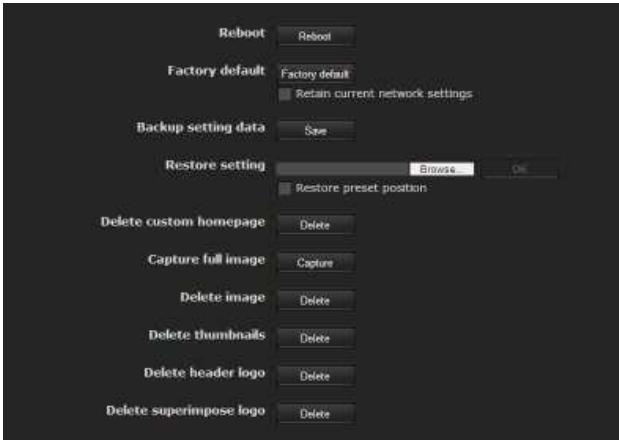 Reboot Reboot
Factory default Factory default
Retain current network settings
Backup setting data Save
Restore setting Browse... OK
Restore preset position
Delete custom homepage Delete
Capture full image Capture
Delete image Delete
Delete thumbnails Delete
Delete header logo Delete
Delete superimpose logo Delete